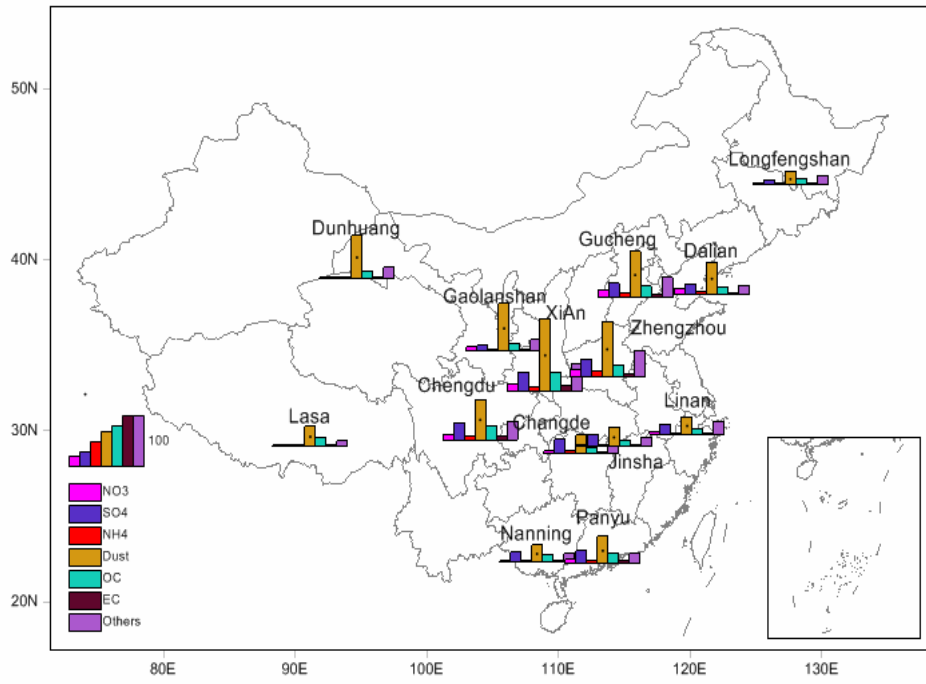 50N
Longfengshan
Dunhuang
Gucheng
Dalian
40N
Gaolanshan
XiAn
Zhengzhou
Chengdu
Linan
Lasa
Changde
30N
100
Jinsha
NO3
SO4
NH4
Panyu
Nanning
Dust
OC
EC
20N
Others
80E 90E 100E 110E 120E 130E